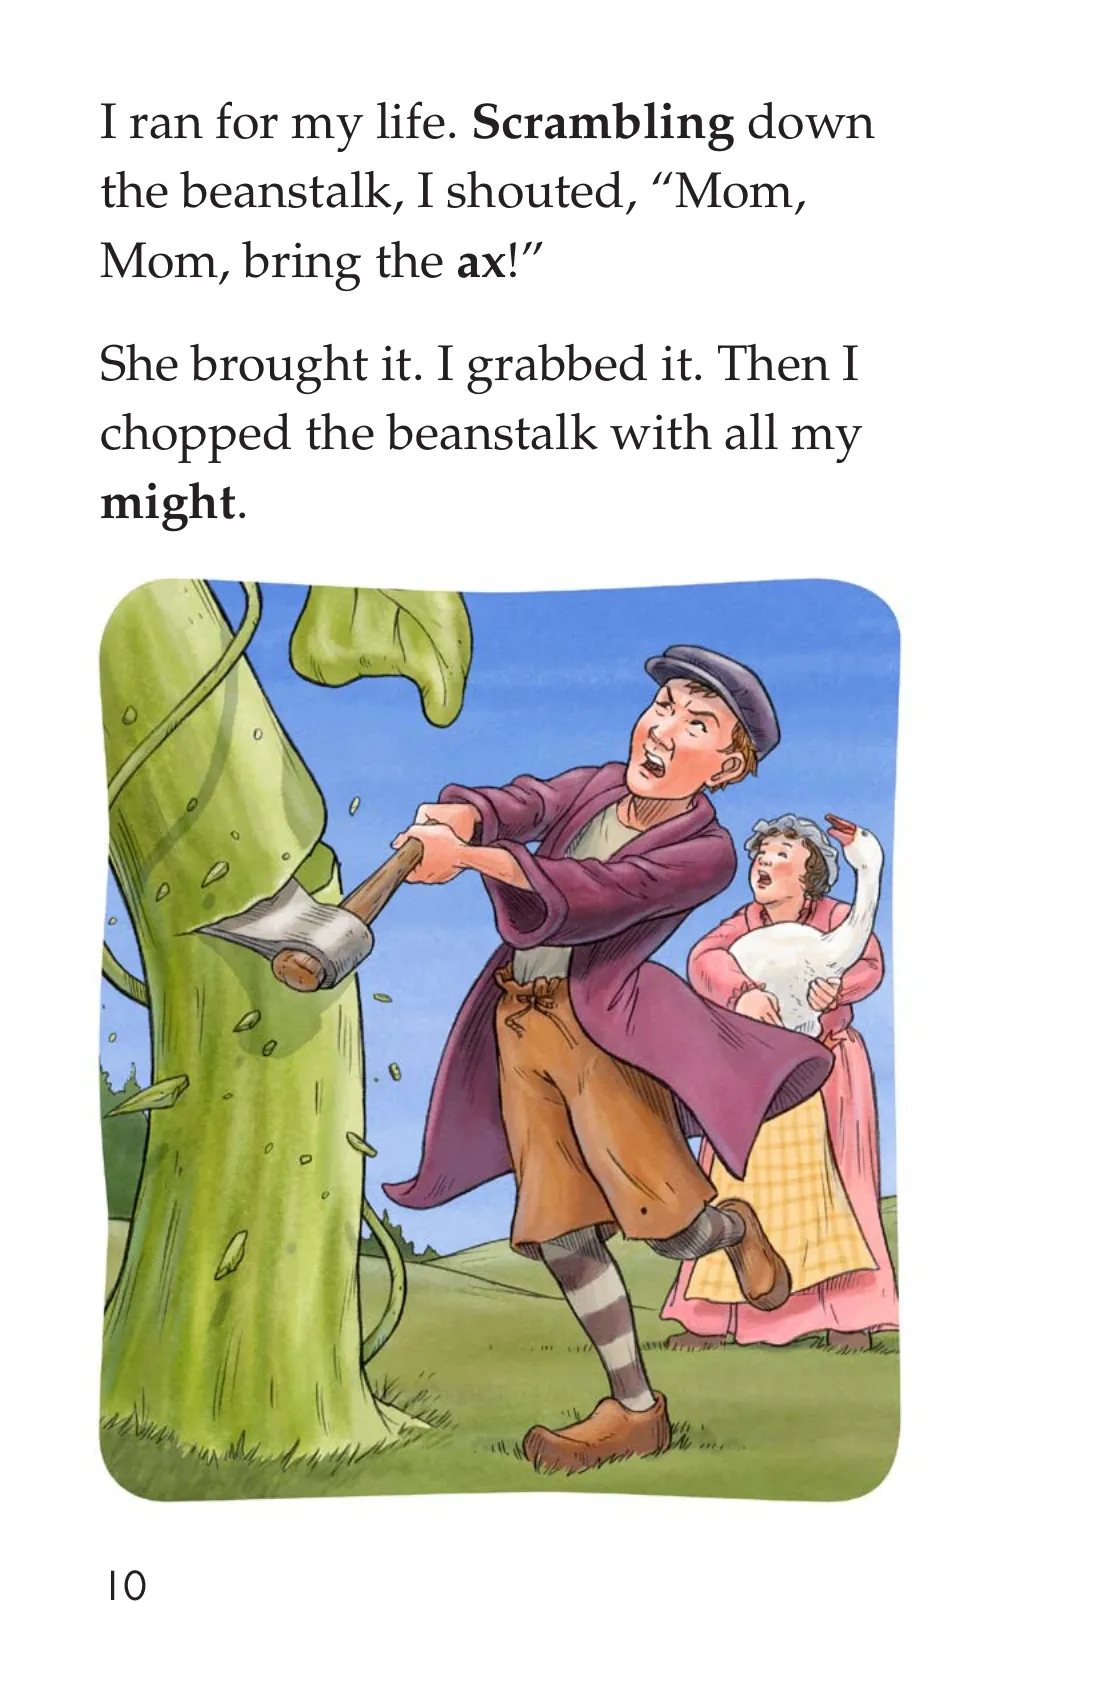 I ran for my life. Scrambling down
the beanstalk, I shouted, “Mom,
Mom, bring the ax!”
She brought it. I grabbed it. Then I
chopped the beanstalk with all my
might.
10